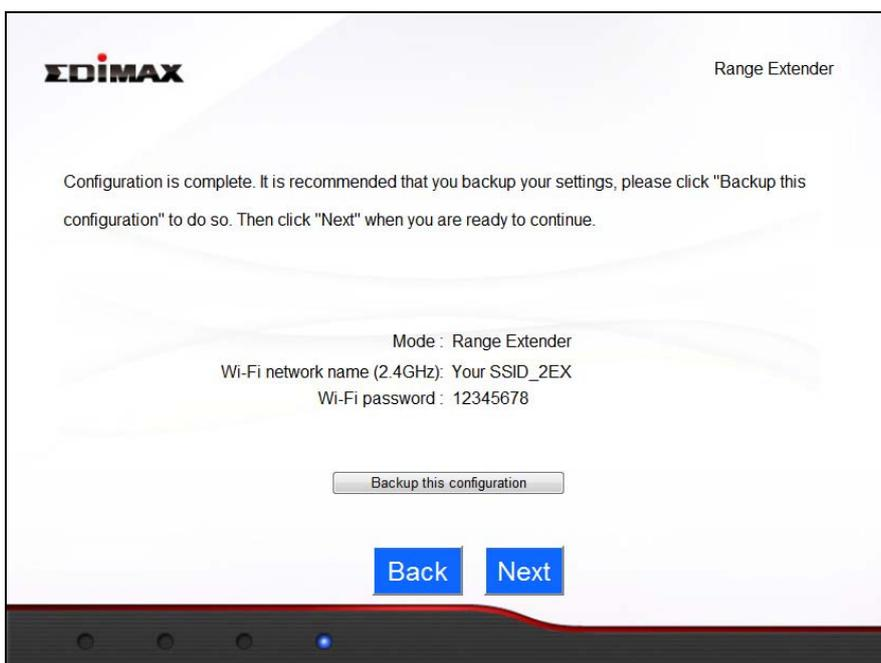 EDIMAX
Range Extender
Configuration is complete. It is recommended that you backup your settings, please click "Backup this
configuration" to do so. Then click "Next" when you are ready to continue.
Mode : Range Extender
Wi-Fi network name (2.4GHz): Your SSID_2EX
Wi-Fi password : 12345678
Backup this configuration
Back Next